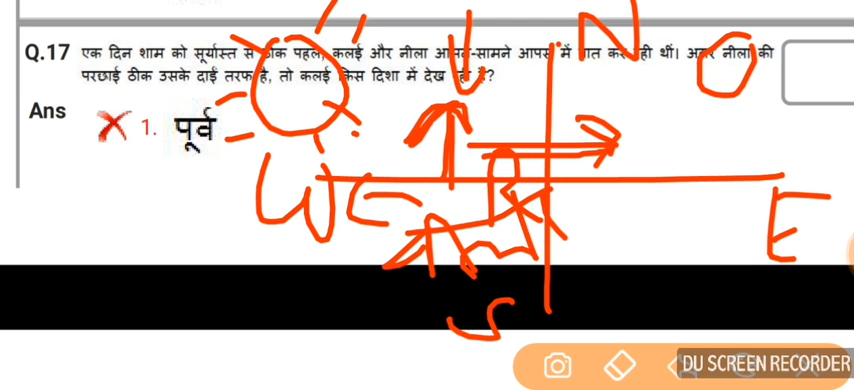 N
Q.17 एक दिन शाम को सूर्यास्त से ठीक पहले, कलई और नीला आमने-सामने आपस में बात कर रही थीं। अगर नीला की
परछाई ठीक उसके दाईं तरफ है, तो कलई किस दिशा में देख रही है?
Ans 1. पूर्व
W E
S
DU SCREEN RECORDER